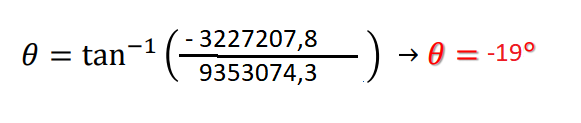 θ = tan⁻¹ ( - 3227207,8 / 9353074,3 ) → θ = -19°